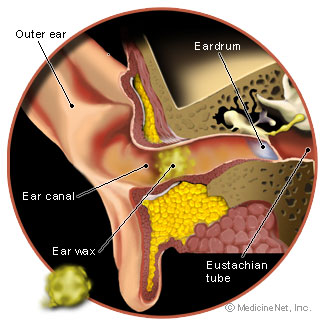 Outer ear
Eardrum
Ear canal
Ear wax
Eustachian
tube
© MedicineNet, Inc.